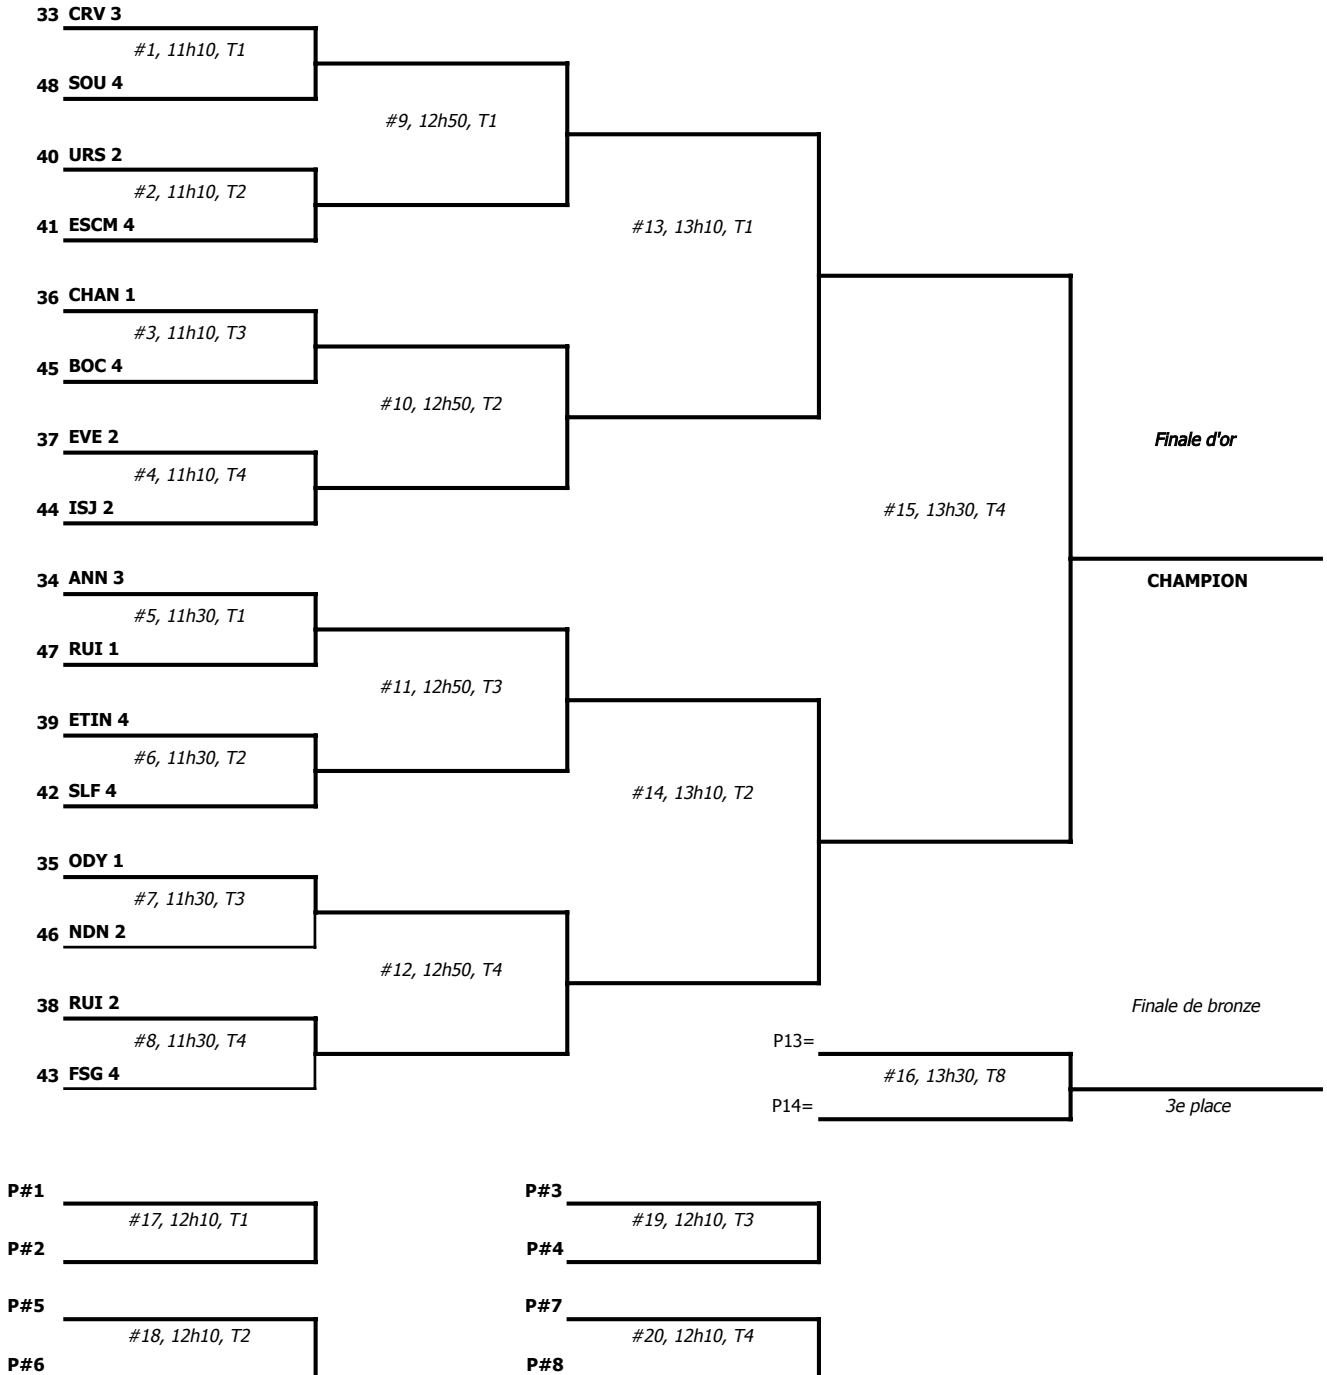 33 CRV 3
#1, 11h10, T1
48 SOU 4
#9, 12h50, T1
40 URS 2
#2, 11h10, T2
41 ESCM 4
#13, 13h10, T1
36 CHAN 1
#3, 11h10, T3
45 BOC 4
#10, 12h50, T2
37 EVE 2
Finale d'or
#4, 11h10, T4
44 ISJ 2
#15, 13h30, T4
34 ANN 3
CHAMPION
#5, 11h30, T1
47 RUI 1
#11, 12h50, T3
39 ETIN 4
#6, 11h30, T2
42 SLF 4
#14, 13h10, T2
35 ODY 1
#7, 11h30, T3
46 NDN 2
#12, 12h50, T4
38 RUI 2
Finale de bronze
#8, 11h30, T4
P13=
43 FSG 4
#16, 13h30, T8
P14=
3e place
P#1
P#3
#17, 12h10, T1
#19, 12h10, T3
P#2
P#4
P#5
P#7
#18, 12h10, T2
#20, 12h10, T4
P#6
P#8